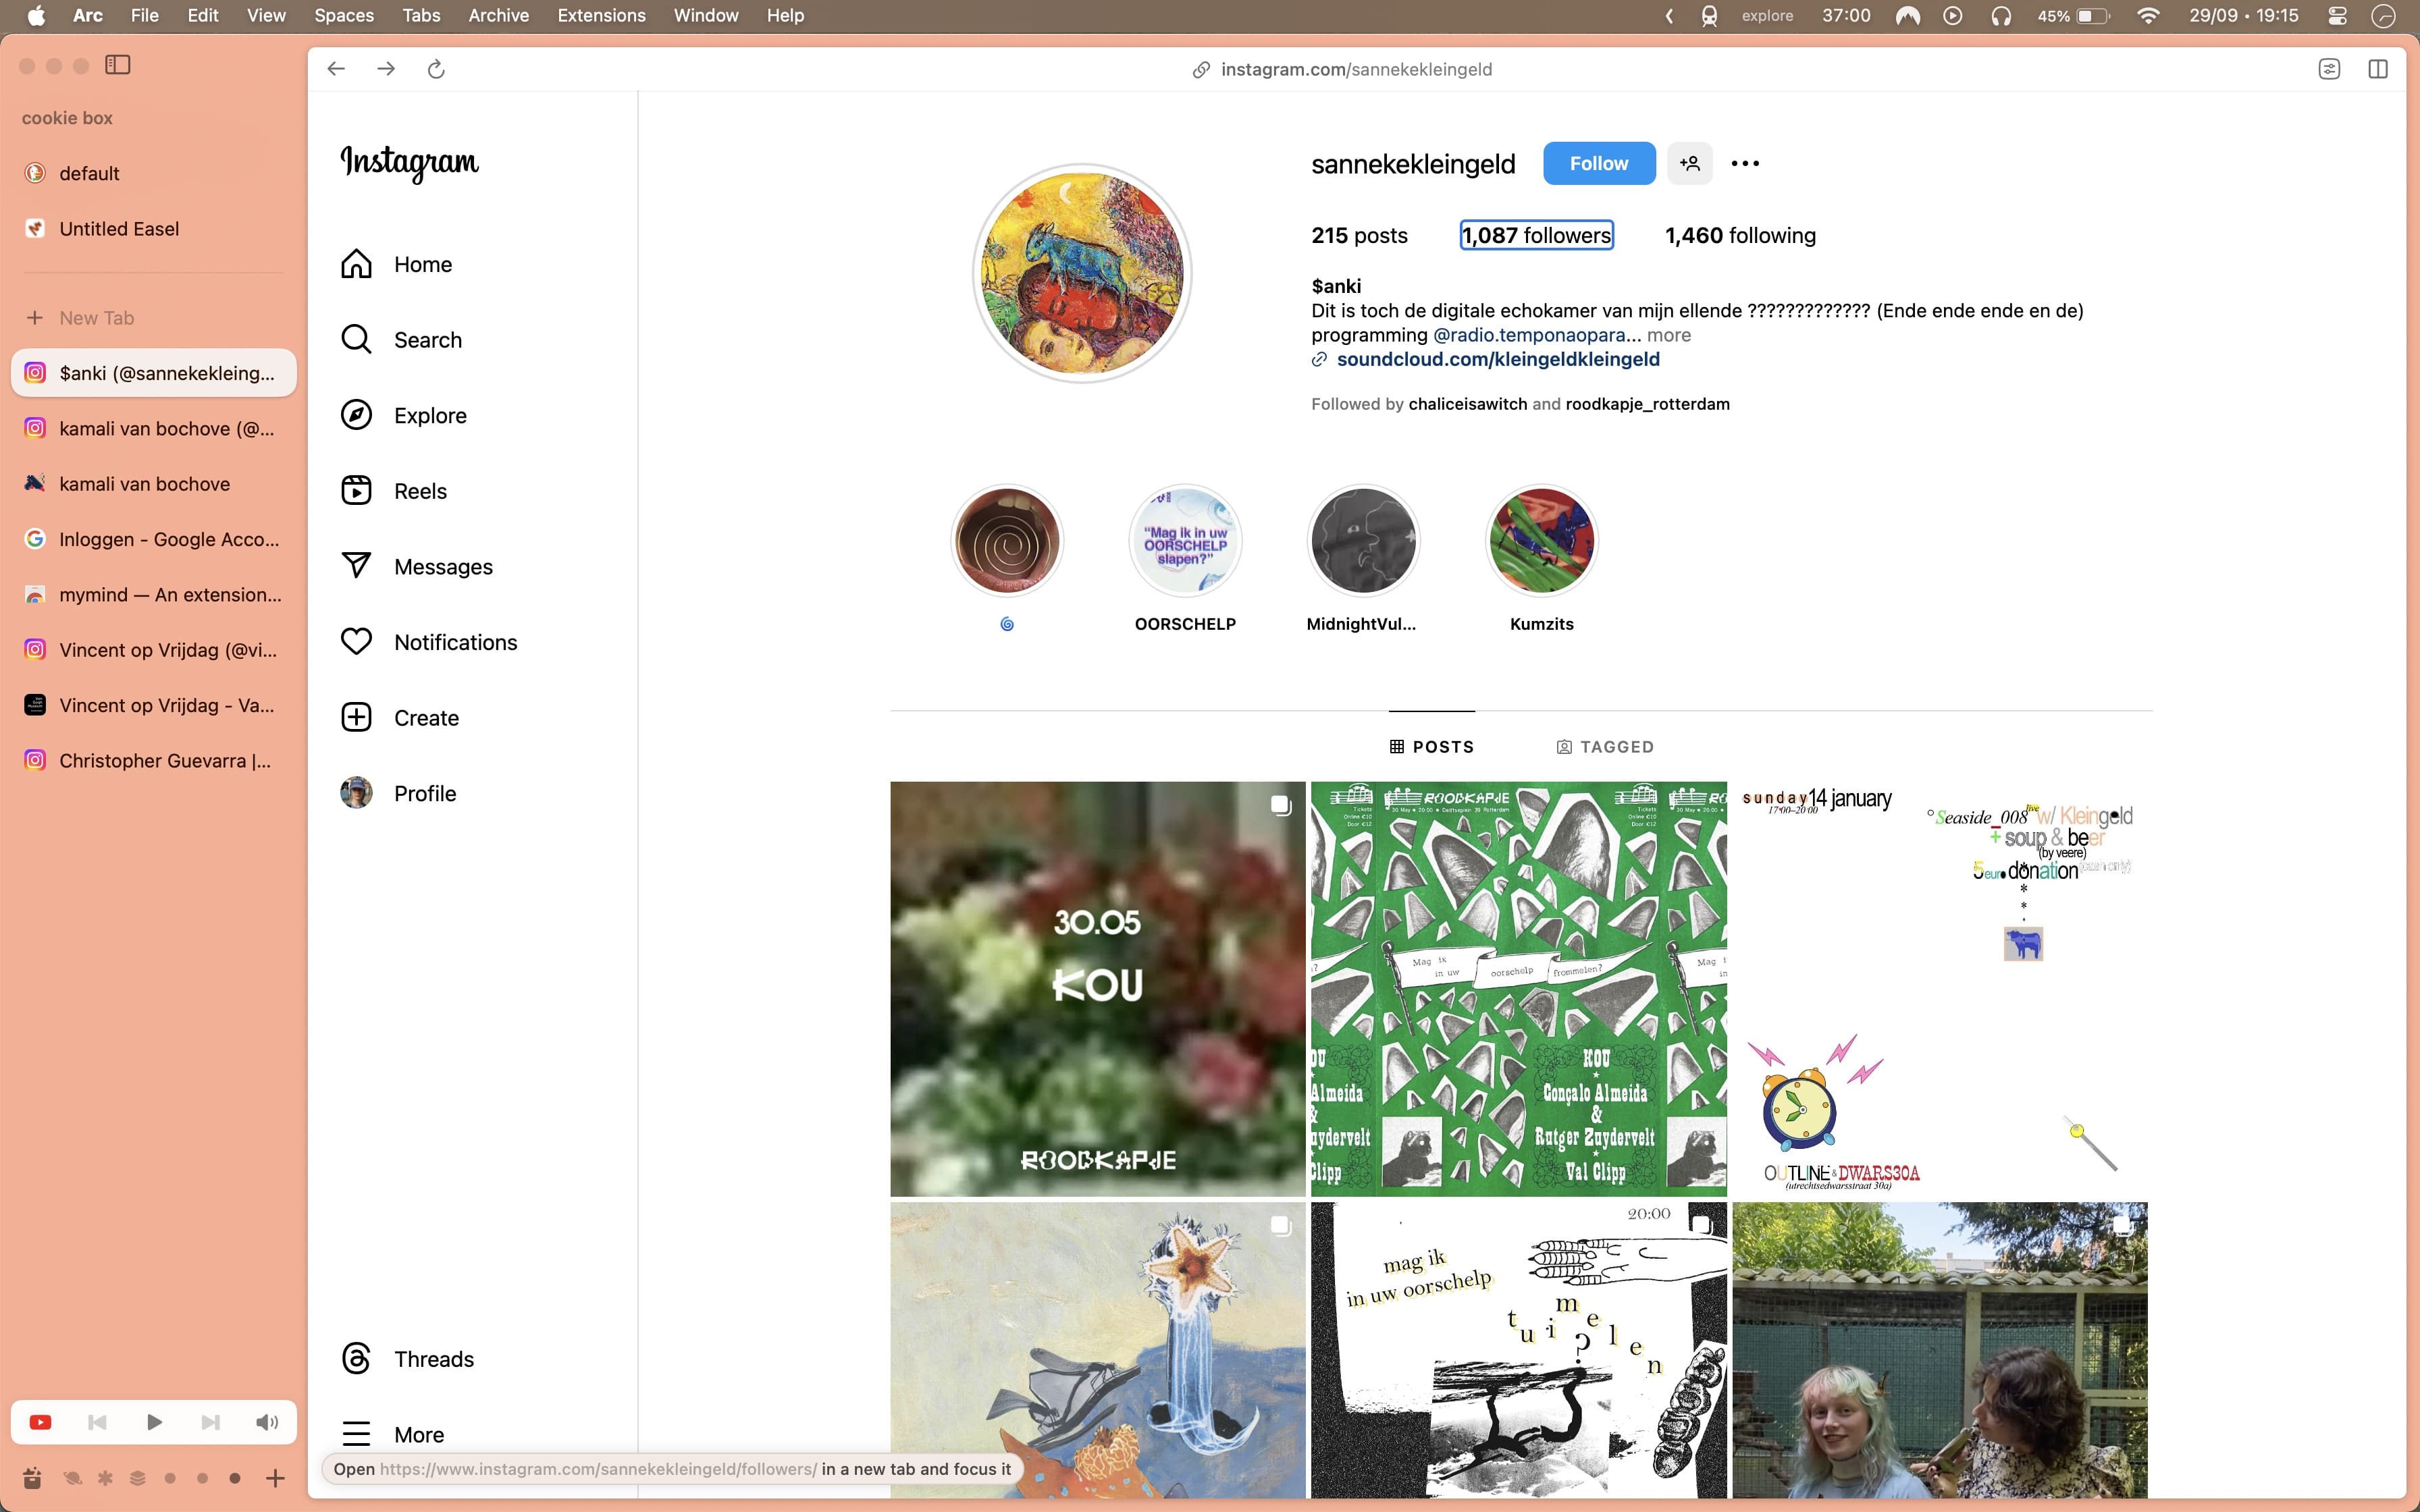 Arc File Edit View Spaces Tabs Archive Extensions Window Help
explore 37:00 45% 29/09 • 19:15
cookie box
default
Untitled Easel
New Tab
$anki (@sannekekleing...
kamali van bochove (@...
kamali van bochove
Inloggen - Google Acco...
mymind — An extension...
Vincent op Vrijdag (@vi...
Vincent op Vrijdag - Va...
Christopher Guevarra |...
instagram.com/sannekekleingeld
Instagram
Home
Search
Explore
Reels
Messages
Notifications
Create
Profile
Threads
More
sannekekleingeld Follow
215 posts 1,087 followers 1,460 following
$anki
Dit is toch de digitale echokamer van mijn ellende ????????????? (Ende ende ende en de)
programming @radio.temponaopara... more
soundcloud.com/kleingeldkleingeld
Followed by chaliceisawitch and roodkapje_rotterdam
"Mag ik in uw
OORSCHELP
slapen?"
OORSCHELP
MidnightVul...
Kumzits
POSTS TAGGED
30.05
KOU
ROODKAPJE
ROODKAPJE
Tickets
Online €10
Door €12
Mag ik
in uw
oorschelp
frommelen?
KOU
Gonçalo Almeida
&
Rutger Zuydervelt
Val Clipp
sunday 14 january
17:00-20:00
°Seaside_008 live w/ Kleingeld
+ soup & beer
(by veere)
5 euro donation
OUTLINE & DWARS30A
(utrechtsedwarsstraat 30a)
20:00
mag ik
in uw oorschelp
tuimelen
?
Open https://www.instagram.com/sannekekleingeld/followers/ in a new tab and focus it